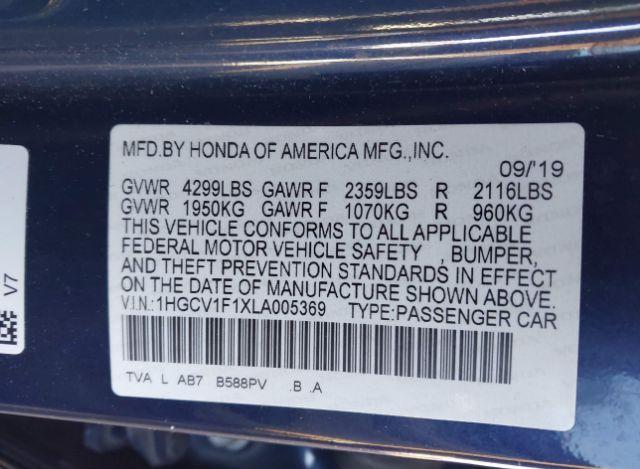 MFD.BY HONDA OF AMERICA MFG.,INC.
09/'19
GVWR 4299LBS GAWR F 2359LBS R 2116LBS
GVWR 1950KG GAWR F 1070KG R 960KG
THIS VEHICLE CONFORMS TO ALL APPLICABLE
FEDERAL MOTOR VEHICLE SAFETY , BUMPER,
AND THEFT PREVENTION STANDARDS IN EFFECT
ON THE DATE OF MANUFACTURE SHOWN ABOVE.
V.I.N.:1HGCV1F1XLA005369 TYPE:PASSENGER CAR
TVA L AB7 B588PV .B .A
V7